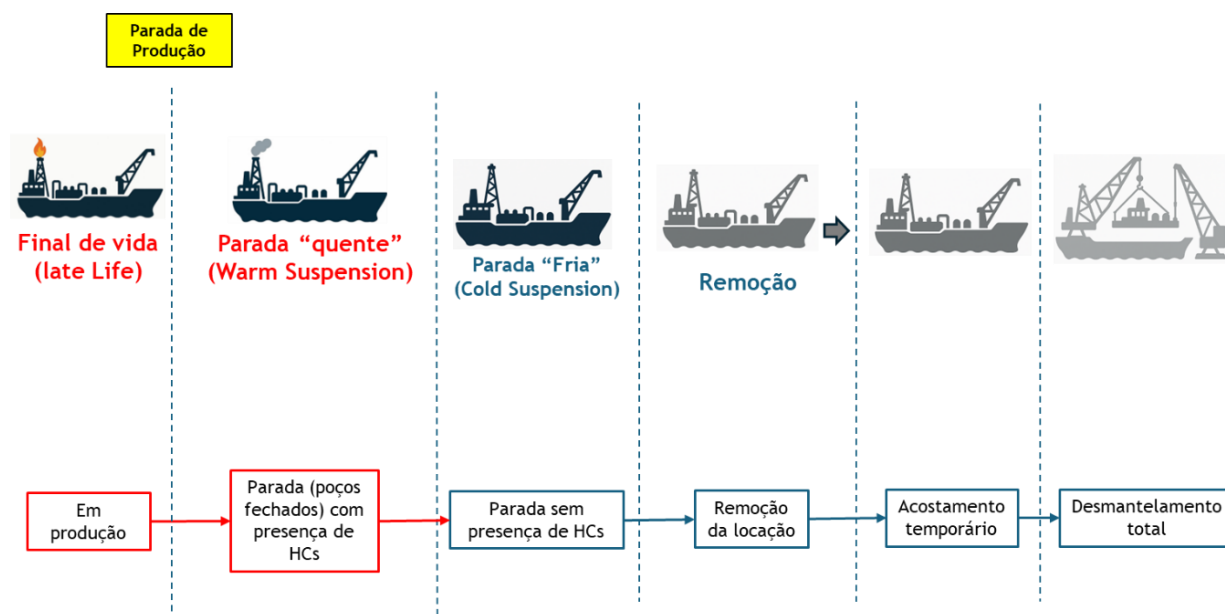 Parada de
Produção
Final de vida
(late Life)
Parada “quente”
(Warm Suspension)
Parada “Fria”
(Cold Suspension)
Remoção
Em
produção
Parada (poços
fechados) com
presença de
HCs
Parada sem
presença de HCs
Remoção
da locação
Acostamento
temporário
Desmantelamento
total